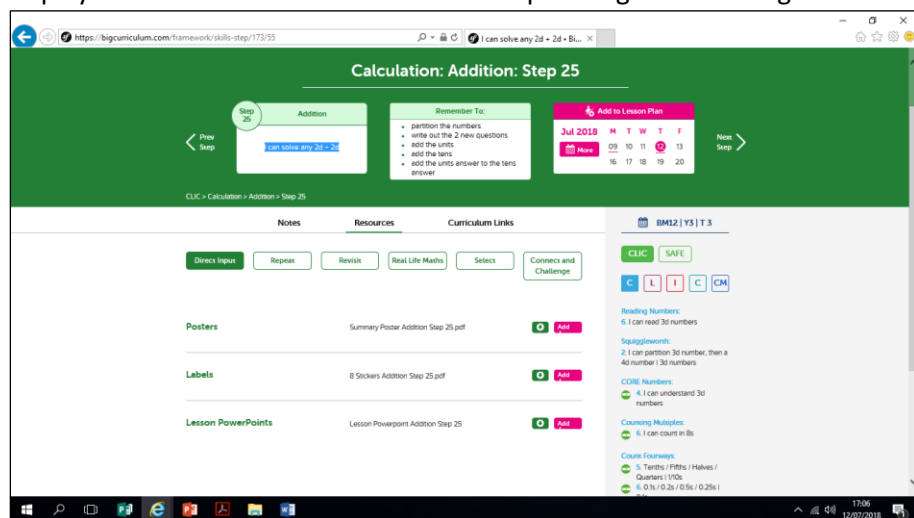 https://bigcurriculum.com/framework/skills-step/173/55
I can solve any 2d + 2d • Bi...
Calculation: Addition: Step 25
Prev
Step
Step
25
Addition
I can solve any 2d + 2d
Remember To:
• partition the numbers
• write out the 2 new questions
• add the units
• add the tens
• add the units answer to the tens
answer
Add to Lesson Plan
Jul 2018 M T W T F
More 09 10 11 12 13
16 17 18 19 20
Next
Step
CLIC > Calculation > Addition > Step 25
Notes Resources Curriculum Links
Direct Input Repeat Revisit Real Life Maths Select Connect and
Challenge
Posters Summary Poster Addition Step 25.pdf Add
Labels 8 Stickers Addition Step 25.pdf Add
Lesson PowerPoints Lesson Powerpoint Addition Step 25 Add
BM12 | Y3 | T 3
CLIC SAFE
C L I C CM
Reading Numbers:
6. I can read 3d numbers
Squiggleworth:
2. I can partition 3d number, then a
4d number | 3d numbers
CORE Numbers:
4. I can understand 3d
numbers
Counting Multiples:
6. I can count in 8s
Count Fourways:
5. Tenths / Fifths / Halves /
Quarters | 1/10s
6. 0.1s / 0.2s / 0.5s / 0.25s |
17:06
12/07/2018